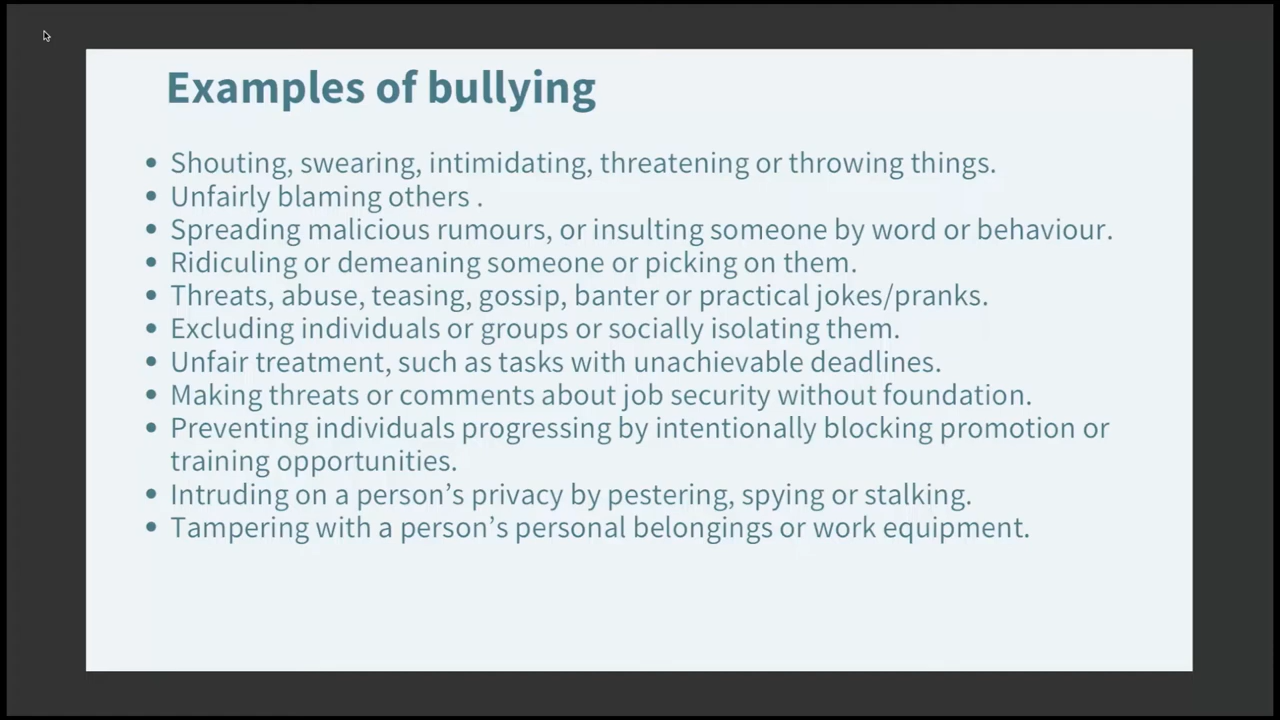 Examples of bullying
• Shouting, swearing, intimidating, threatening or throwing things.
• Unfairly blaming others .
• Spreading malicious rumours, or insulting someone by word or behaviour.
• Ridiculing or demeaning someone or picking on them.
• Threats, abuse, teasing, gossip, banter or practical jokes/pranks.
• Excluding individuals or groups or socially isolating them.
• Unfair treatment, such as tasks with unachievable deadlines.
• Making threats or comments about job security without foundation.
• Preventing individuals progressing by intentionally blocking promotion or
training opportunities.
• Intruding on a person’s privacy by pestering, spying or stalking.
• Tampering with a person’s personal belongings or work equipment.